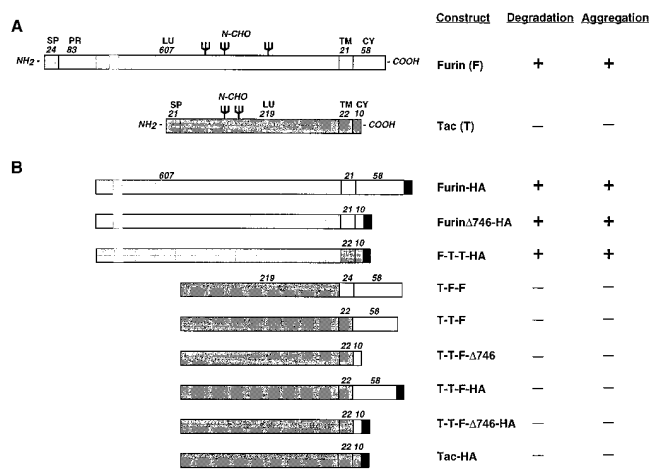 Construct Degradation Aggregation
A
SP PR LU N-CHO TM CY
24 83 607 21 58
NH2 - - COOH Furin (F) + +
N-CHO
SP LU TM CY
21 219 22 10
NH2 - - COOH Tac (T) — —
B
607 21 58
Furin-HA + +
21 10
FurinΔ746-HA + +
22 10
F-T-T-HA + +
219 24 58
T-F-F — —
22 58
T-T-F — —
22 10
T-T-F-Δ746 — —
22 58
T-T-F-HA — —
22 10
T-T-F-Δ746-HA — —
22 10
Tac-HA — —